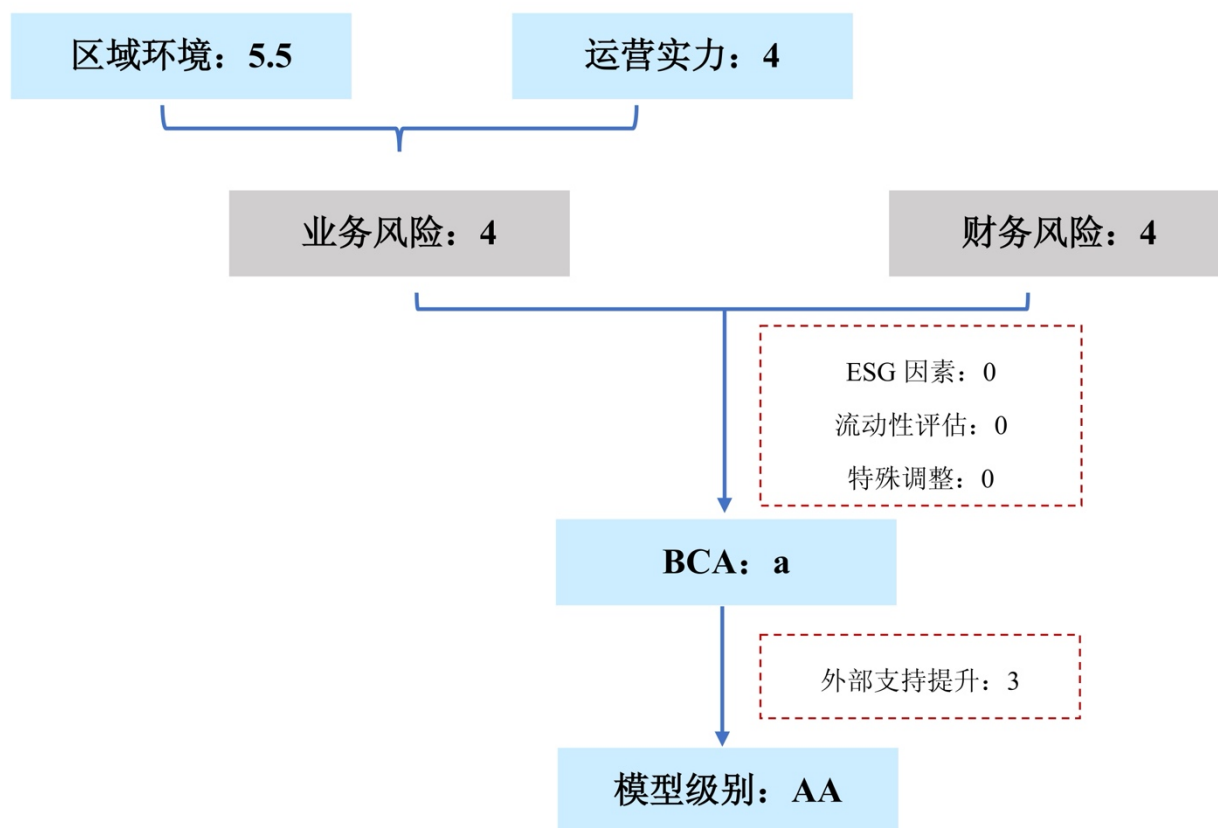 区域环境：5.5
运营实力：4
业务风险：4
财务风险：4
ESG 因素：0
流动性评估：0
特殊调整：0
BCA：a
外部支持提升：3
模型级别：AA